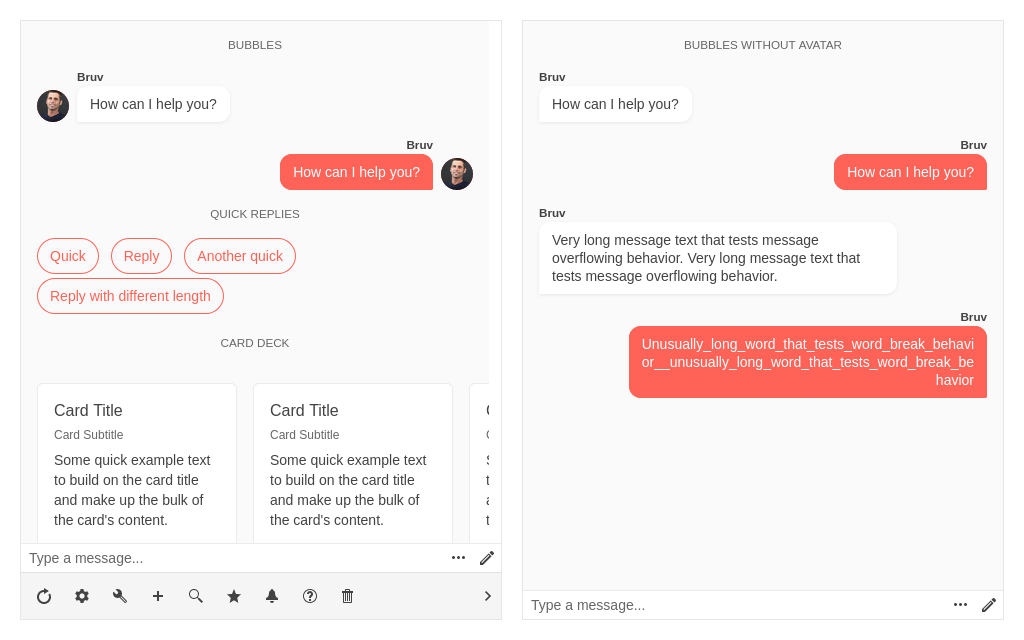 BUBBLES
Bruv
How can I help you?
Bruv
How can I help you?
QUICK REPLIES
Quick
Reply
Another quick
Reply with different length
CARD DECK
Card Title
Card Subtitle
Some quick example text
to build on the card title
and make up the bulk of
the card's content.
Card Title
Card Subtitle
Some quick example text
to build on the card title
and make up the bulk of
the card's content.
Type a message...
BUBBLES WITHOUT AVATAR
Bruv
How can I help you?
Bruv
How can I help you?
Bruv
Very long message text that tests message
overflowing behavior. Very long message text that
tests message overflowing behavior.
Bruv
Unusually_long_word_that_tests_word_break_behavi
or__unusually_long_word_that_tests_word_break_be
havior
Type a message...